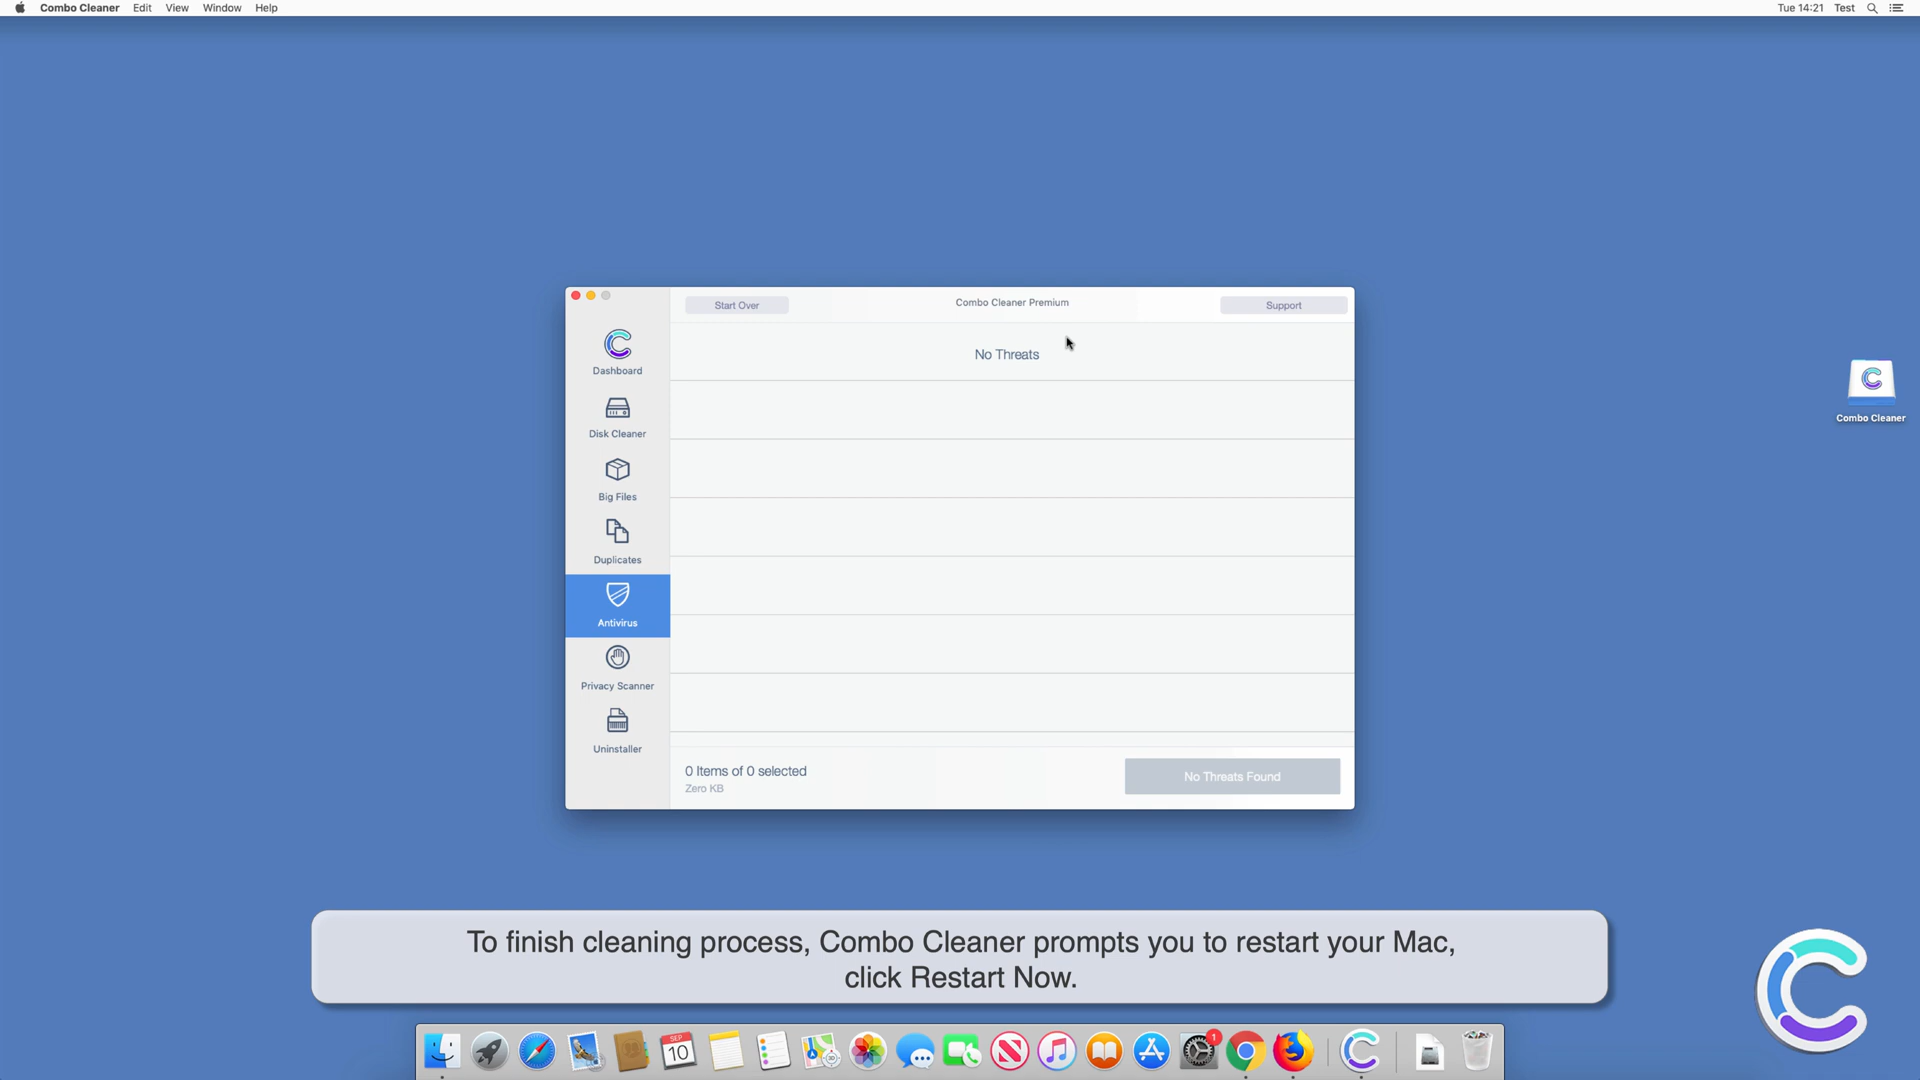 Combo Cleaner Edit View Window Help
Tue 14:21 Test
Start Over
Combo Cleaner Premium
Support
No Threats
Dashboard
Disk Cleaner
Big Files
Duplicates
Antivirus
Privacy Scanner
Uninstaller
0 Items of 0 selected
Zero KB
No Threats Found
Combo Cleaner
To finish cleaning process, Combo Cleaner prompts you to restart your Mac,
click Restart Now.
SEP
10
1